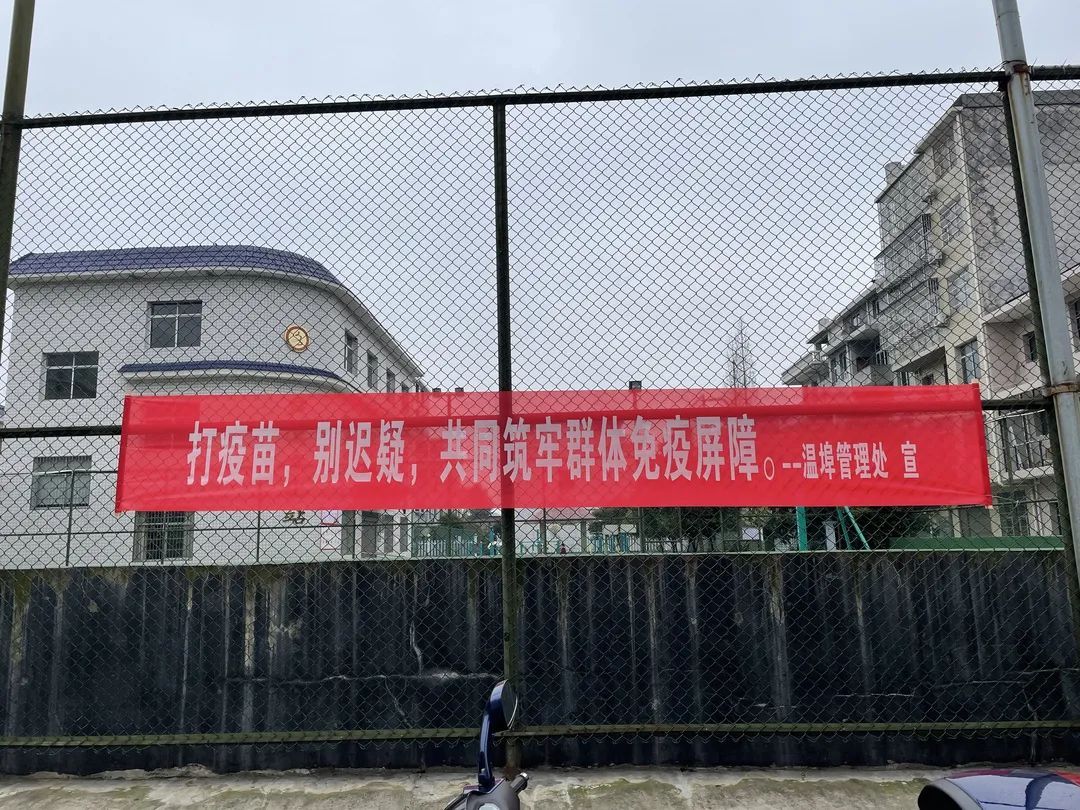 打疫苗，别迟疑，共同筑牢群体免疫屏障。--温埠管理处 宣
站